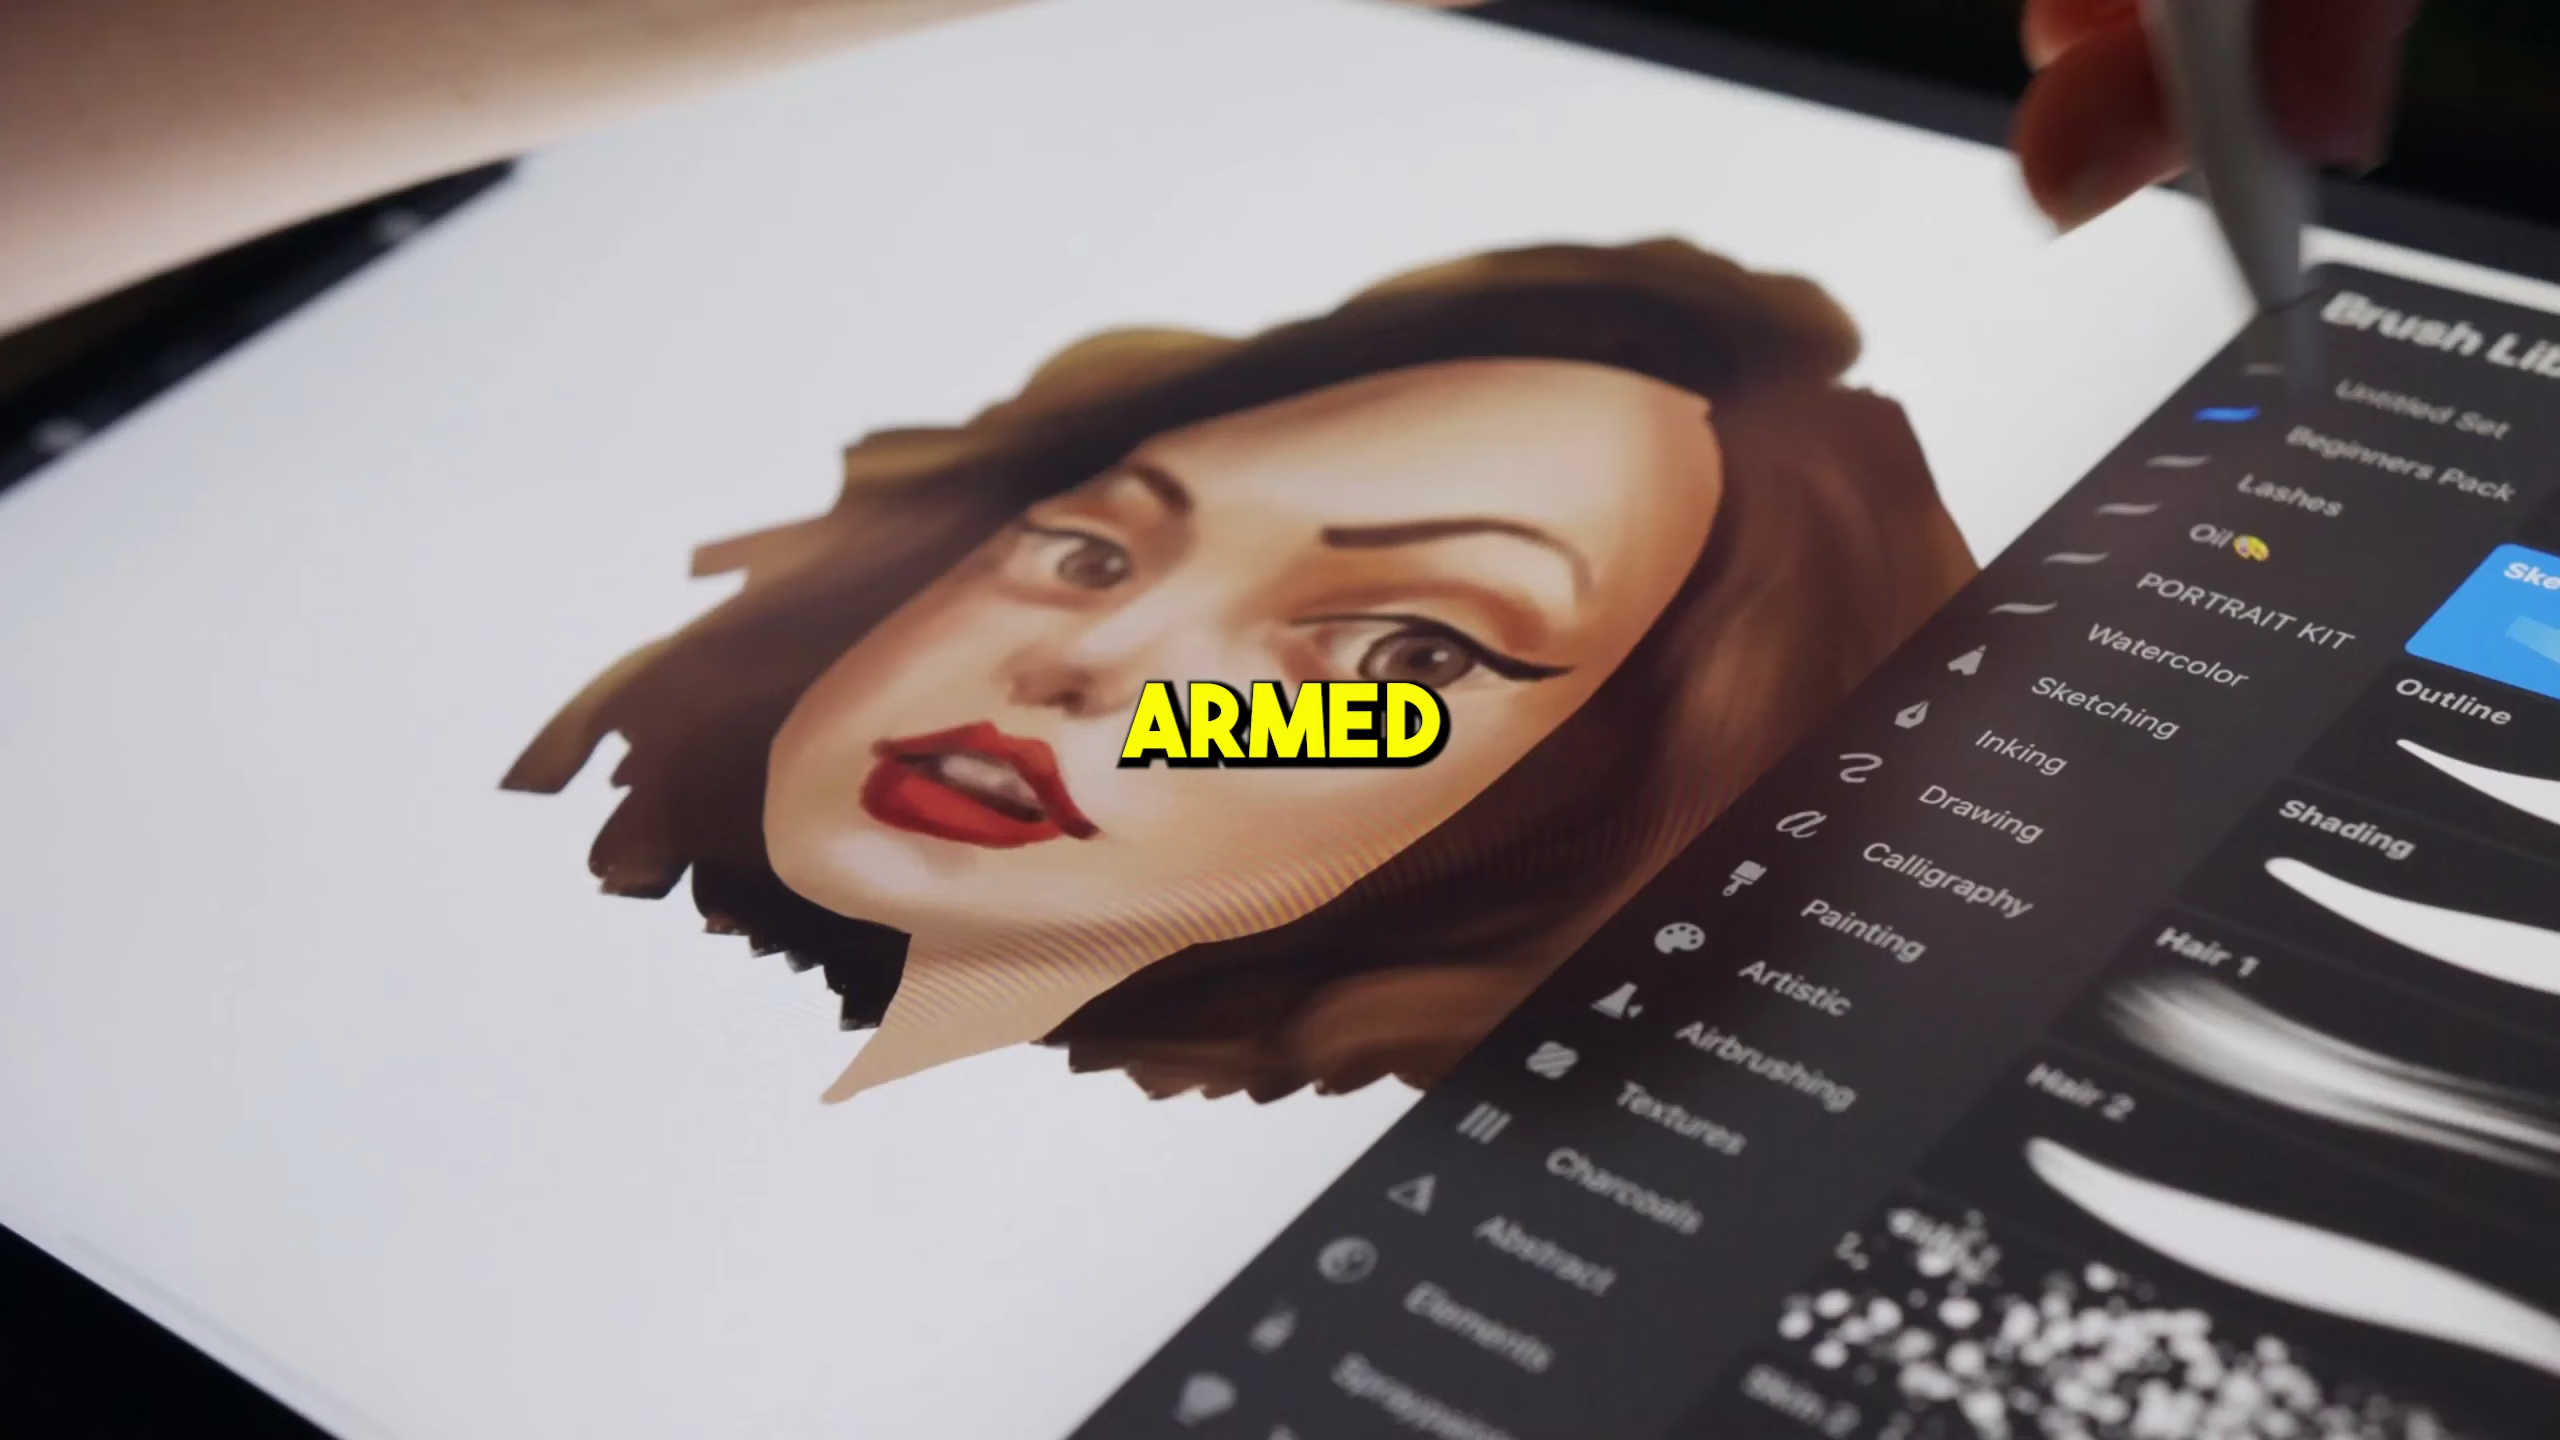 Brush Lib
Untitled Set
Beginners Pack
Lashes
Oil🎨
PORTRAIT KIT
Watercolor
Sketching
Inking
Drawing
Calligraphy
Painting
Artistic
Airbrushing
Textures
Charcoals
Abstract
Elements
Ske
Outline
Shading
Hair 1
Hair 2
ARMED